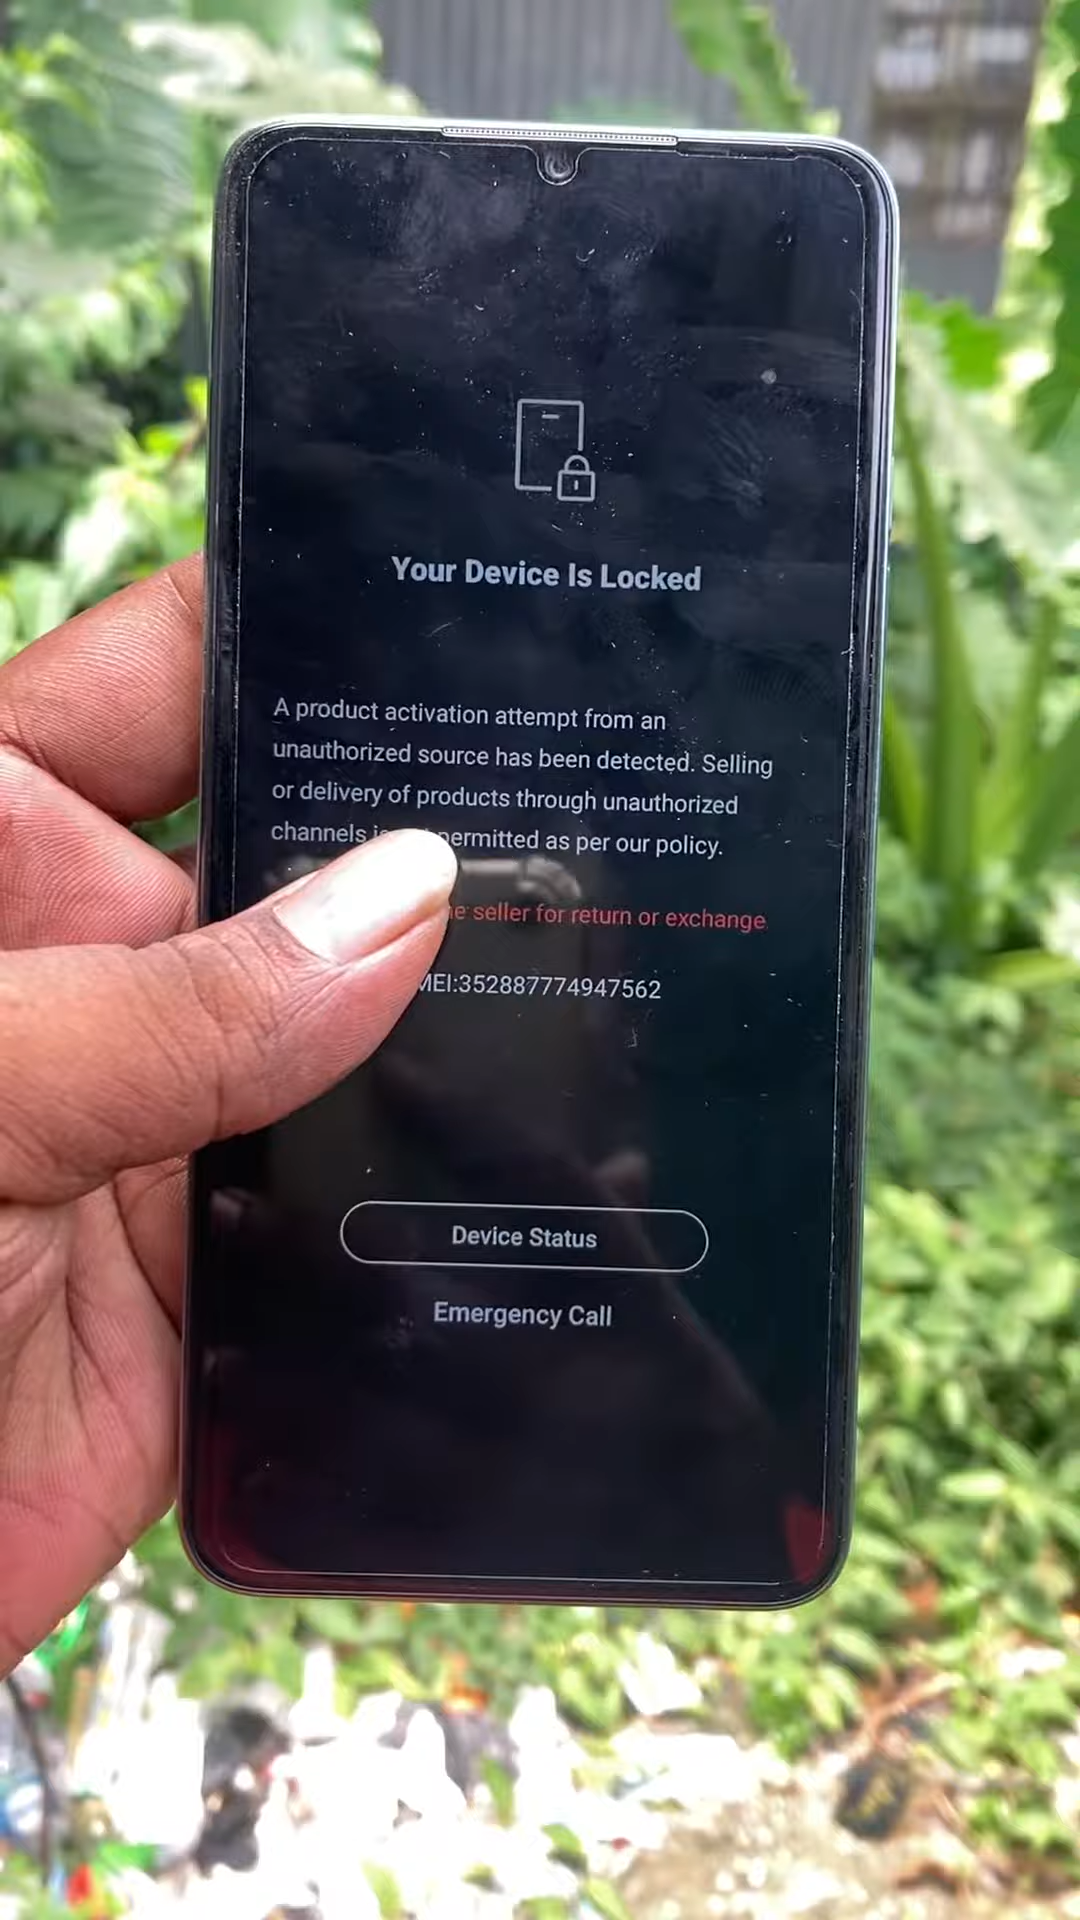 Your Device Is Locked
A product activation attempt from an
unauthorized source has been detected. Selling
or delivery of products through unauthorized
channels permitted as per our policy.
seller for return or exchange
MEI:352887774947562
Device Status
Emergency Call